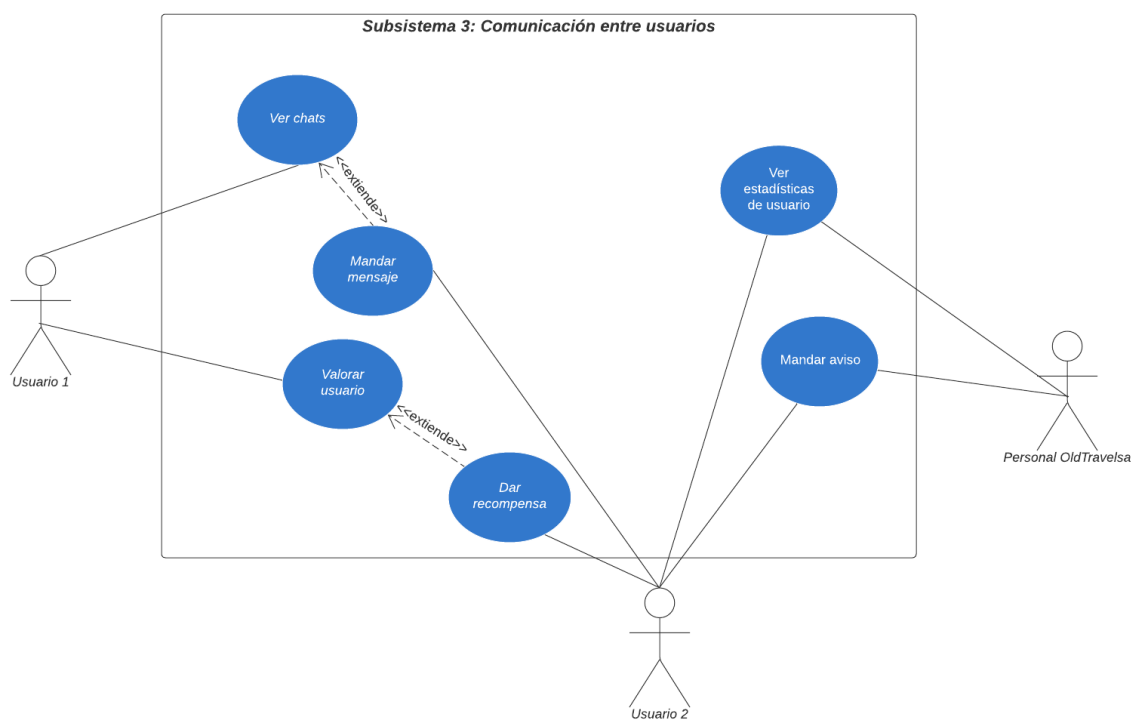 Subsistema 3: Comunicación entre usuarios
Ver chats
<<extiende>>
Ver
estadísticas
de usuario
Mandar
mensaje
Usuario 1
Valorar
usuario
Mandar aviso
<<extiende>>
Personal OldTravelsa
Dar
recompensa
Usuario 2